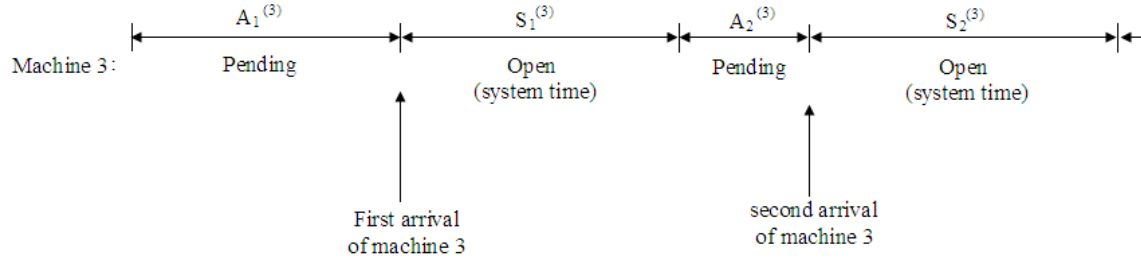 A₁⁽³⁾ S₁⁽³⁾ A₂⁽³⁾ S₂⁽³⁾
Machine 3: Pending Open Pending Open
(system time) (system time)
First arrival
of machine 3
second arrival
of machine 3